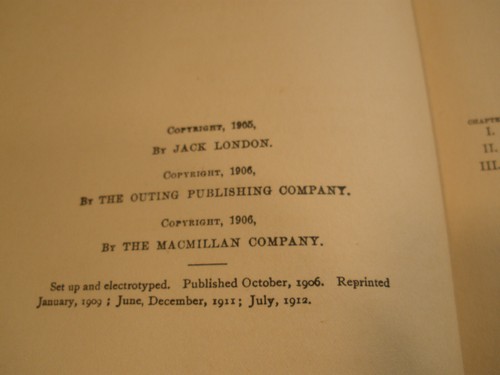 Copyright, 1905,
By JACK LONDON.
Copyright, 1906,
By THE OUTING PUBLISHING COMPANY.
Copyright, 1906,
By THE MACMILLAN COMPANY.
Set up and electrotyped. Published October, 1906. Reprinted
January, 1909; June, December, 1911; July, 1912.
CHAPTE
I.
II.
III.